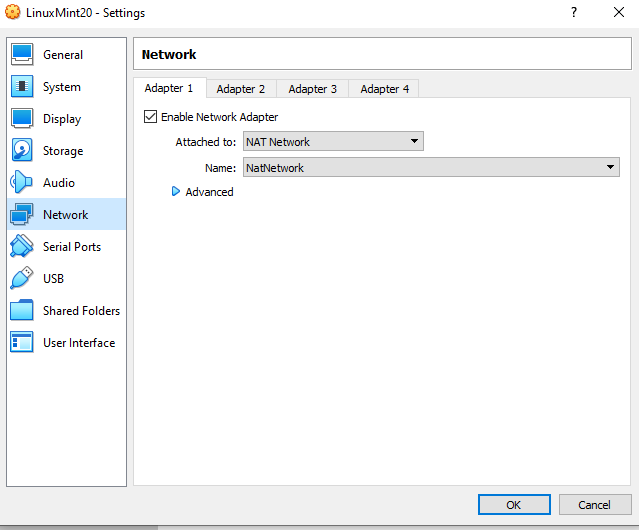 LinuxMint20 - Settings
?
General
System
Display
Storage
Audio
Network
Serial Ports
USB
Shared Folders
User Interface
Network
Adapter 1 Adapter 2 Adapter 3 Adapter 4
Enable Network Adapter
Attached to: NAT Network
Name: NatNetwork
Advanced
OK Cancel